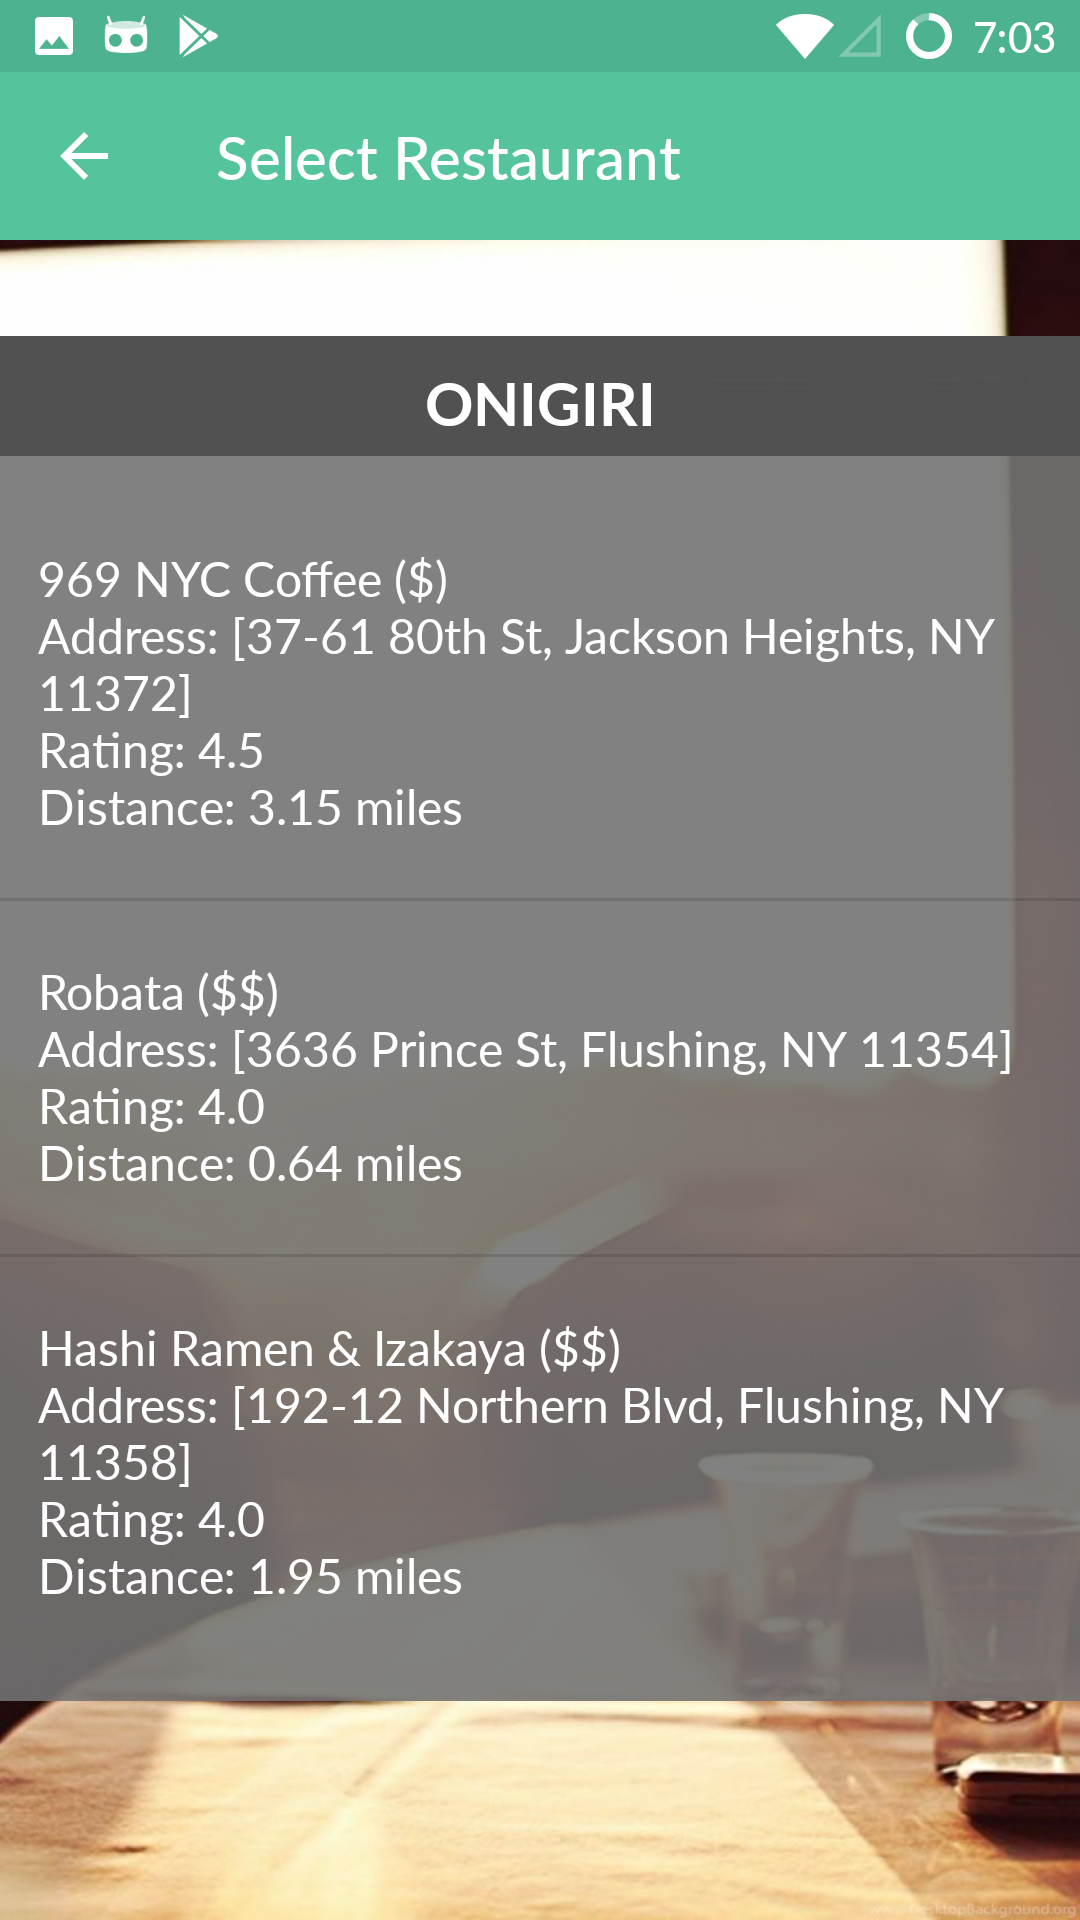 7:03
Select Restaurant
ONIGIRI
969 NYC Coffee ($)
Address: [37-61 80th St, Jackson Heights, NY
11372]
Rating: 4.5
Distance: 3.15 miles
Robata ($$)
Address: [3636 Prince St, Flushing, NY 11354]
Rating: 4.0
Distance: 0.64 miles
Hashi Ramen & Izakaya ($$)
Address: [192-12 Northern Blvd, Flushing, NY
11358]
Rating: 4.0
Distance: 1.95 miles
www.DesktopBackground.org